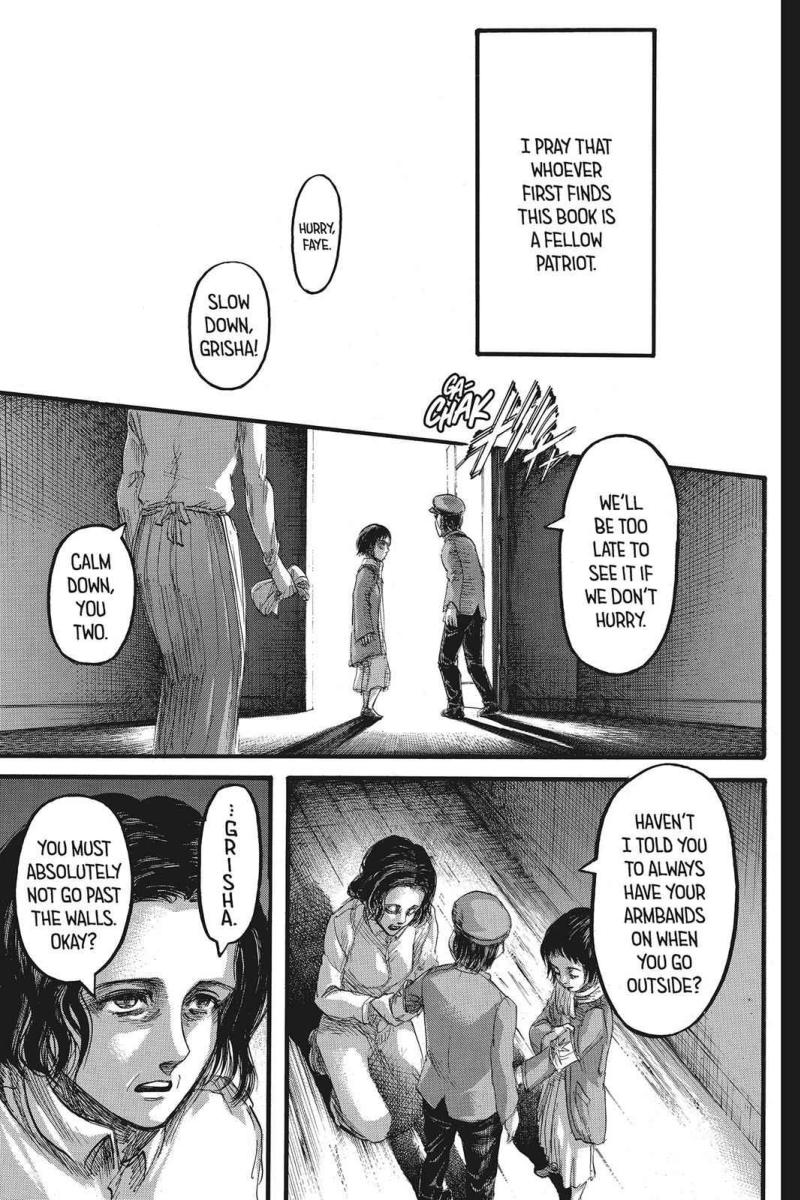 I PRAY THAT
WHOEVER
FIRST FINDS
THIS BOOK IS
A FELLOW
PATRIOT.
HURRY,
FAYE.
SLOW
DOWN,
GRISHA!
GA-
CHAK
WE'LL
BE TOO
LATE TO
SEE IT IF
WE DON'T
HURRY.
CALM
DOWN,
YOU
TWO.
HAVEN'T
I TOLD YOU
TO ALWAYS
HAVE YOUR
ARMBANDS
ON WHEN
YOU GO
OUTSIDE?
...GRISHA.
YOU MUST
ABSOLUTELY
NOT GO PAST
THE WALLS.
OKAY?